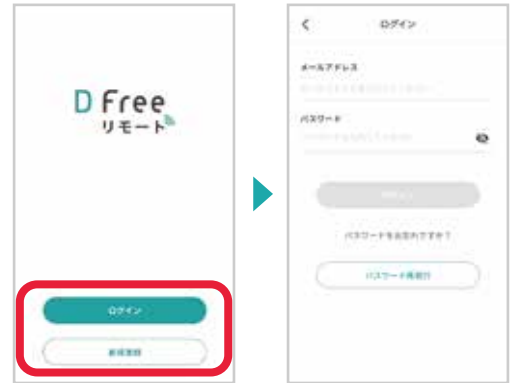 D Free
リモート
ログイン
新規登録
ログイン
メールアドレス
パスワード
ログイン
パスワードをお忘れですか？
パスワード再発行